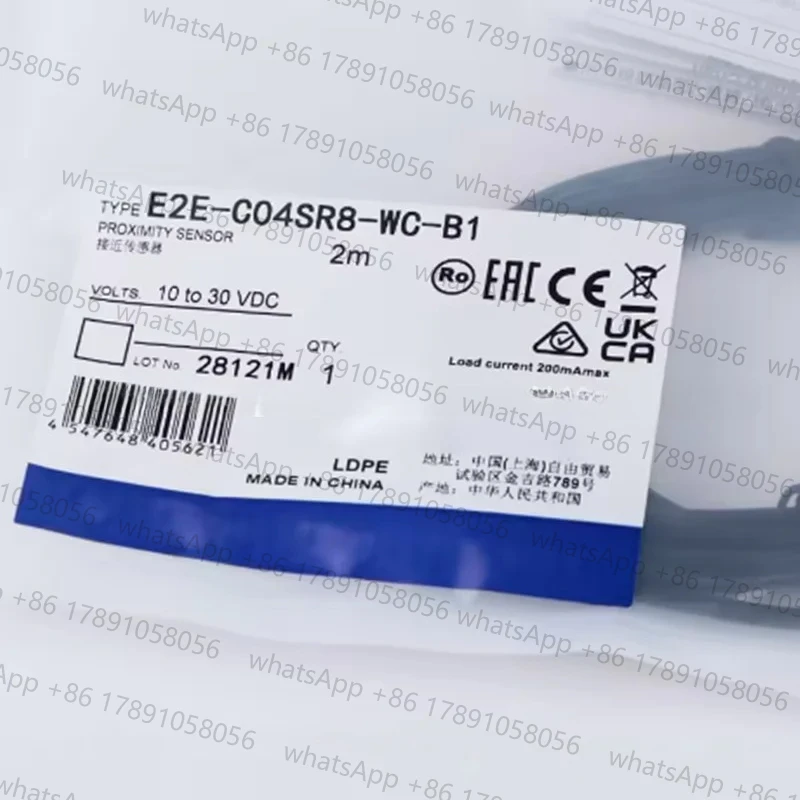 whatsApp +86 17891058056
TYPE E2E-C04SR8-WC-B1
PROXIMITY SENSOR 2m
接近传感器
VOLTS. 10 to 30 VDC
Ro EAC CE
UK
CA
LOT No. 28121M
QTY.
1
Load current 200mAmax
4 547648 405621
LDPE
MADE IN CHINA
地址: 中国(上海)自由贸易
试验区金吉路789号
产地: 中华人民共和国